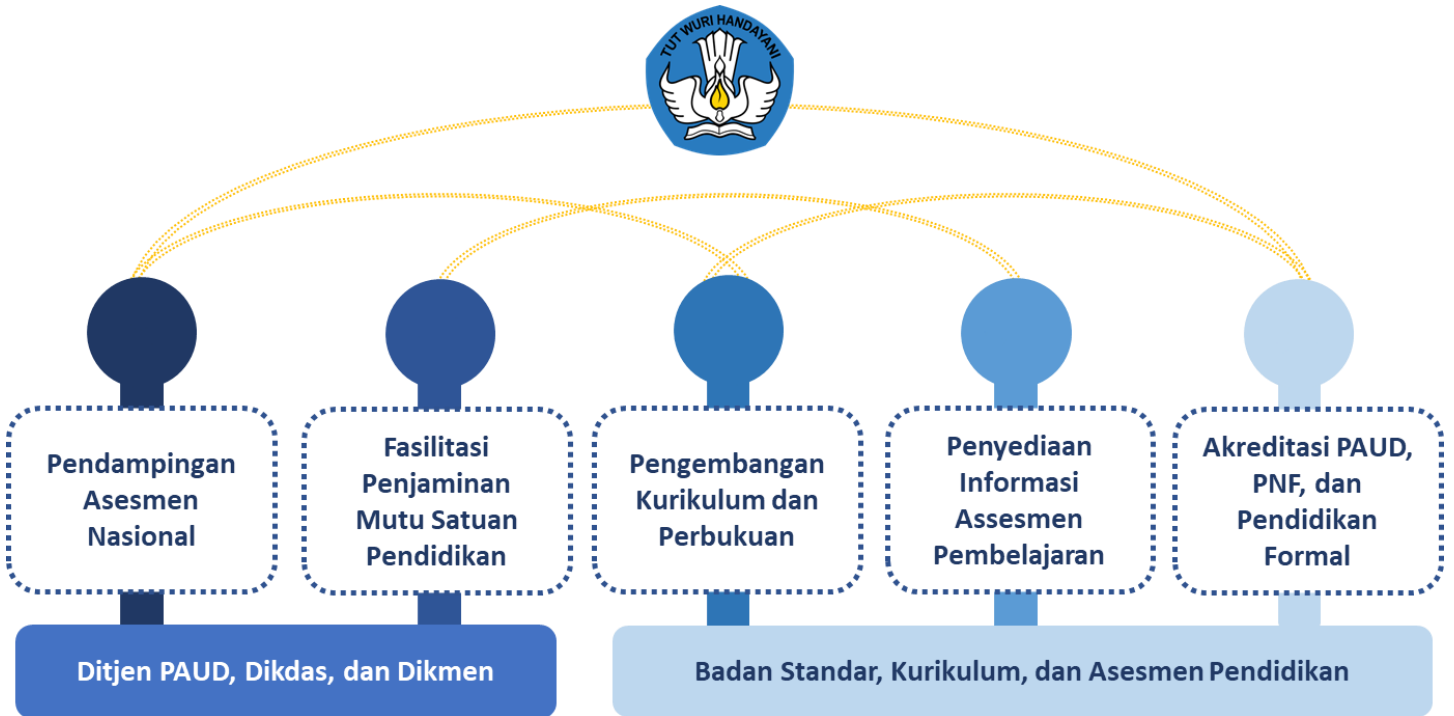 TUT WURI HANDAYANI
Pendampingan
Asesmen
Nasional
Fasilitasi
Penjaminan
Mutu Satuan
Pendidikan
Pengembangan
Kurikulum dan
Perbukuan
Penyediaan
Informasi
Assesmen
Pembelajaran
Akreditasi PAUD,
PNF, dan
Pendidikan
Formal
Ditjen PAUD, Dikdas, dan Dikmen
Badan Standar, Kurikulum, dan Asesmen Pendidikan